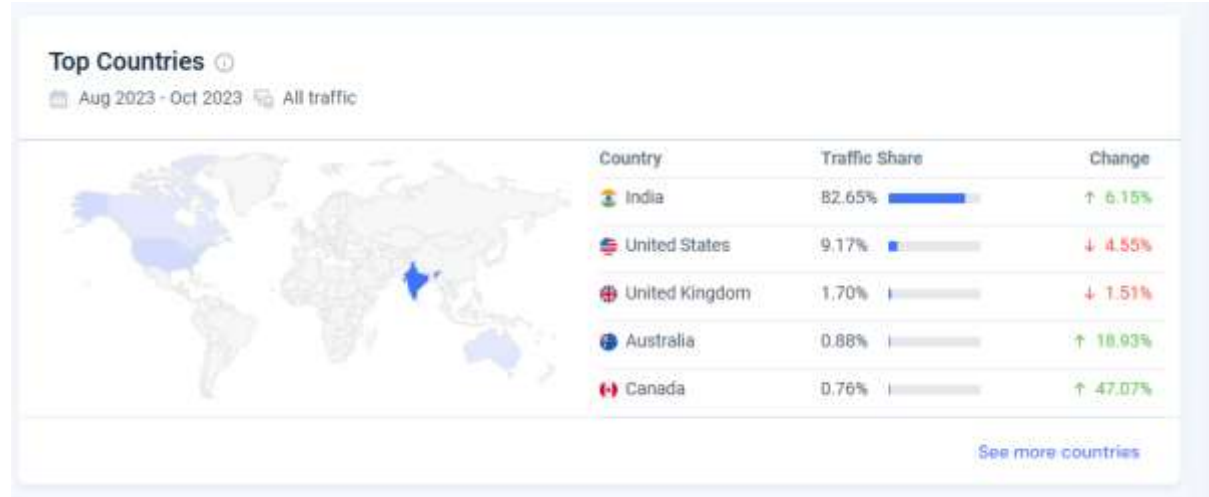 Top Countries
Aug 2023 - Oct 2023 All traffic
Country Traffic Share Change
India 82.65% ↑ 6.15%
United States 9.17% ↓ 4.55%
United Kingdom 1.70% ↓ 1.51%
Australia 0.88% ↑ 18.93%
Canada 0.76% ↑ 47.07%
See more countries